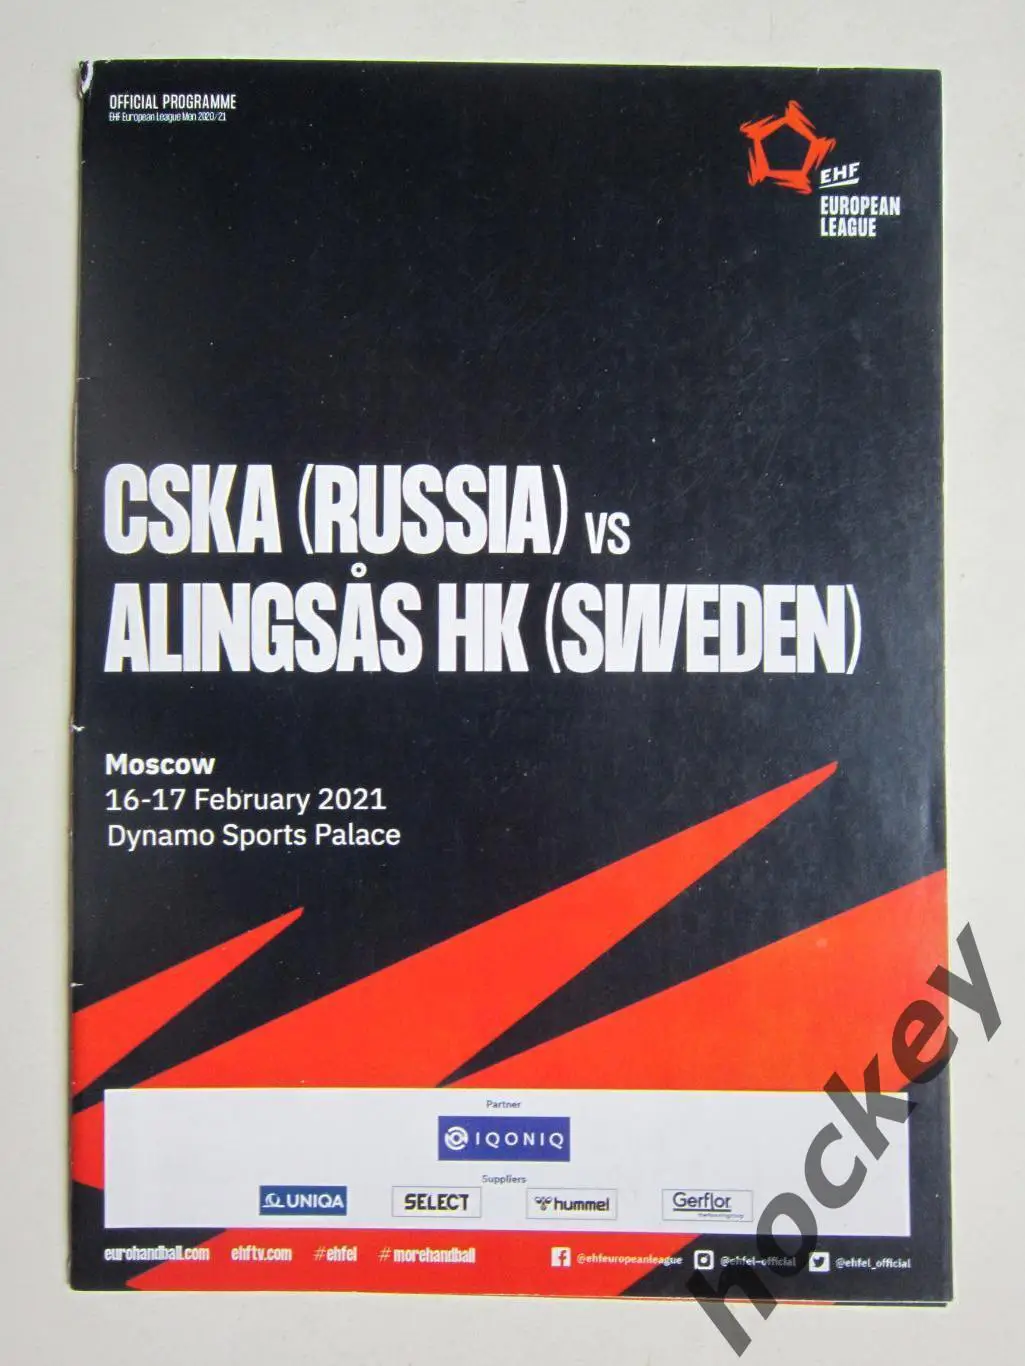 OFFICIAL PROGRAMME
EHF European League Men 2020/21
EHF
EUROPEAN
LEAGUE
CSKA (RUSSIA) VS
ALINGSÅS HK (SWEDEN)
Moscow
16-17 February 2021
Dynamo Sports Palace
Partner
IQONIQ
Suppliers
UNIQA SELECT hummel Gerflor
eurohandball.com ehftv.com #ehfel #morehandball @ehfeuropeanleague @ehfel-official @ehfel_official
hockey